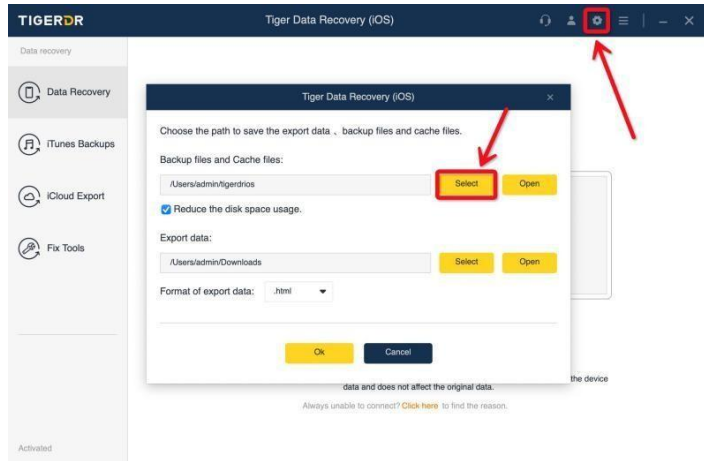 TIGERDR
Tiger Data Recovery (iOS)
Data recovery
Data Recovery
iTunes Backups
iCloud Export
Fix Tools
Activated
Tiger Data Recovery (iOS)
Choose the path to save the export data 、backup files and cache files.
Backup files and Cache files:
/Users/admin/tigerdrios
Select
Open
Reduce the disk space usage.
Export data:
/Users/admin/Downloads
Select
Open
Format of export data: .html
Ok
Cancel
the device
data and does not affect the original data.
Always unable to connect? Click here to find the reason.